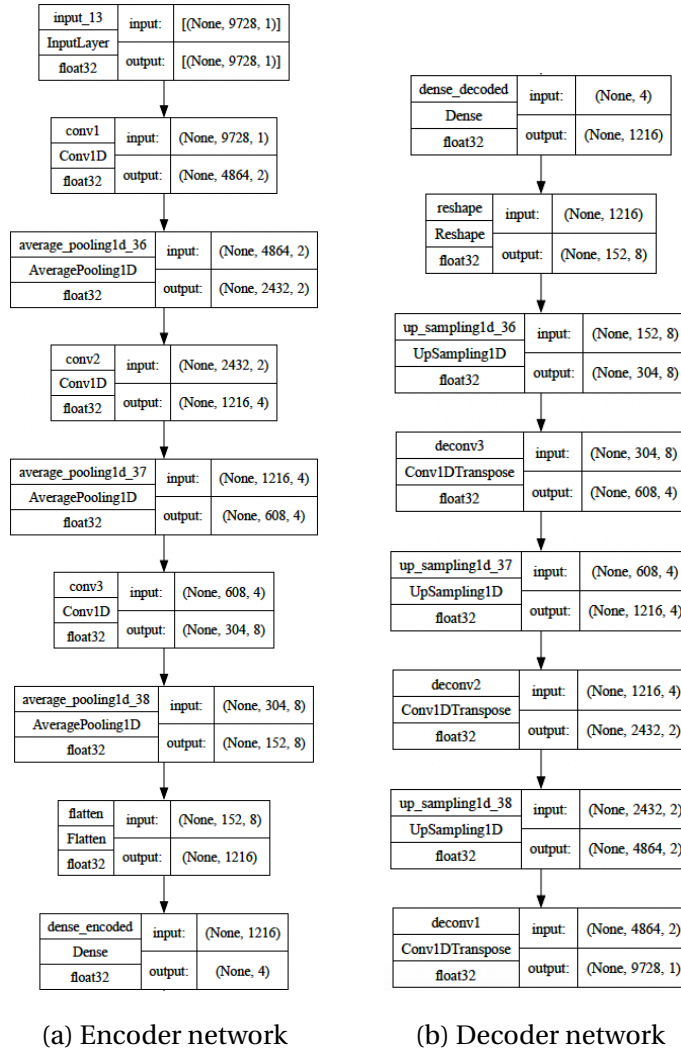 input_13
InputLayer
float32
input:
[(None, 9728, 1)]
output:
[(None, 9728, 1)]
conv1
Conv1D
float32
input:
(None, 9728, 1)
output:
(None, 4864, 2)
average_pooling1d_36
AveragePooling1D
float32
input:
(None, 4864, 2)
output:
(None, 2432, 2)
conv2
Conv1D
float32
input:
(None, 2432, 2)
output:
(None, 1216, 4)
average_pooling1d_37
AveragePooling1D
float32
input:
(None, 1216, 4)
output:
(None, 608, 4)
conv3
Conv1D
float32
input:
(None, 608, 4)
output:
(None, 304, 8)
average_pooling1d_38
AveragePooling1D
float32
input:
(None, 304, 8)
output:
(None, 152, 8)
flatten
Flatten
float32
input:
(None, 152, 8)
output:
(None, 1216)
dense_encoded
Dense
float32
input:
(None, 1216)
output:
(None, 4)
(a) Encoder network
dense_decoded
Dense
float32
input:
(None, 4)
output:
(None, 1216)
reshape
Reshape
float32
input:
(None, 1216)
output:
(None, 152, 8)
up_sampling1d_36
UpSampling1D
float32
input:
(None, 152, 8)
output:
(None, 304, 8)
deconv3
Conv1DTranspose
float32
input:
(None, 304, 8)
output:
(None, 608, 4)
up_sampling1d_37
UpSampling1D
float32
input:
(None, 608, 4)
output:
(None, 1216, 4)
deconv2
Conv1DTranspose
float32
input:
(None, 1216, 4)
output:
(None, 2432, 2)
up_sampling1d_38
UpSampling1D
float32
input:
(None, 2432, 2)
output:
(None, 4864, 2)
deconv1
Conv1DTranspose
float32
input:
(None, 4864, 2)
output:
(None, 9728, 1)
(b) Decoder network